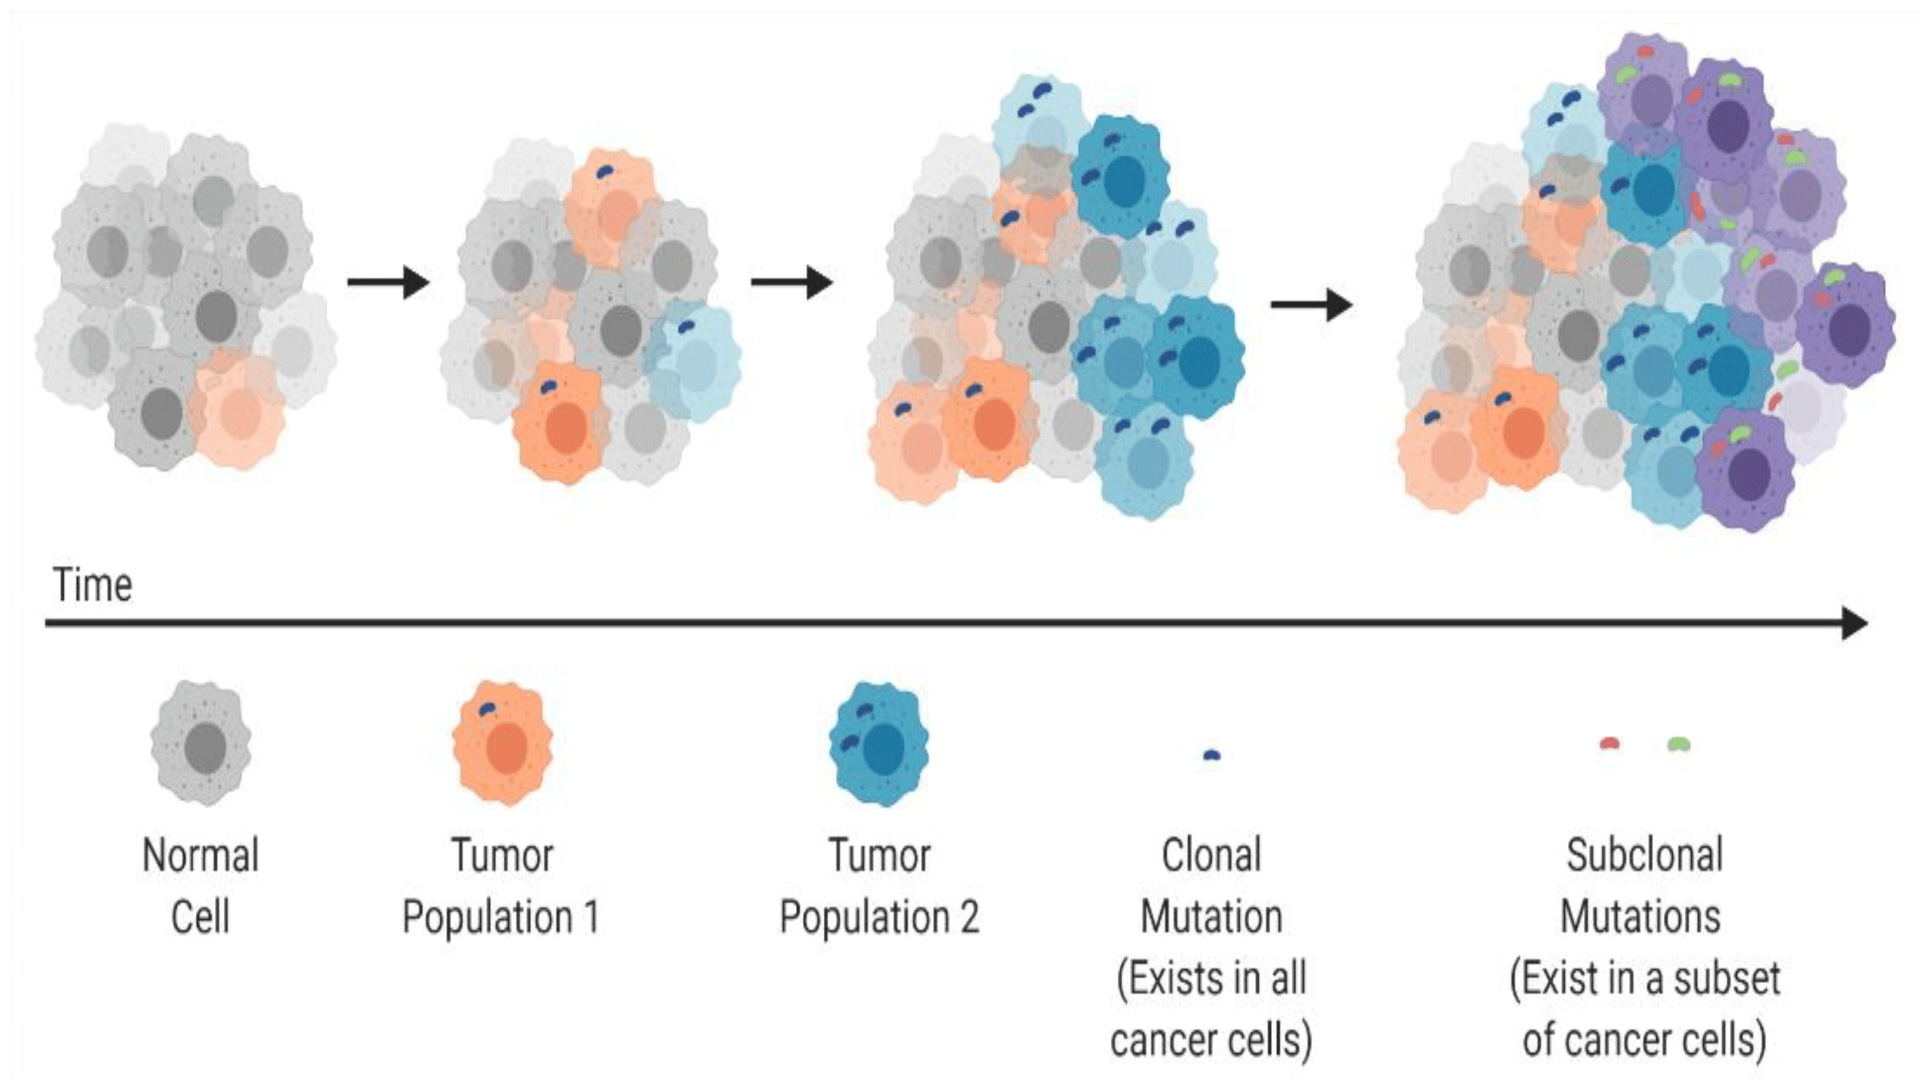 Time
Normal
Cell
Tumor
Population 1
Tumor
Population 2
Clonal
Mutation
(Exists in all
cancer cells)
Subclonal
Mutations
(Exist in a subset
of cancer cells)